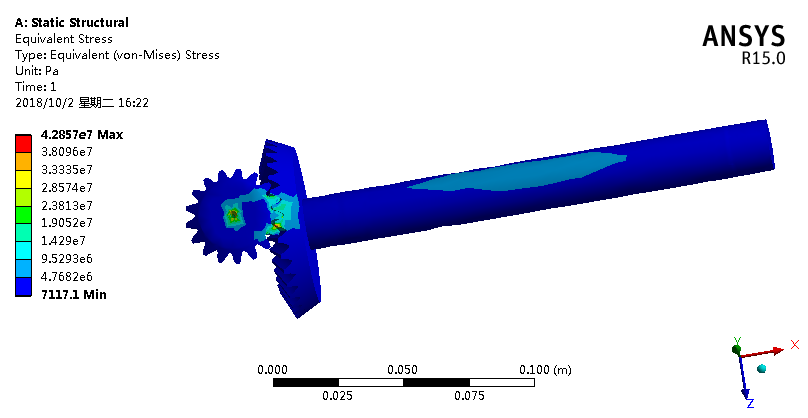 A: Static Structural
Equivalent Stress
Type: Equivalent (von-Mises) Stress
Unit: Pa
Time: 1
2018/10/2 星期二 16:22
ANSYS
R15.0
4.2857e7 Max
3.8096e7
3.3335e7
2.8574e7
2.3813e7
1.9052e7
1.429e7
9.5293e6
4.7682e6
7117.1 Min
0.000 0.050 0.100 (m)
0.025 0.075
Y
X
Z